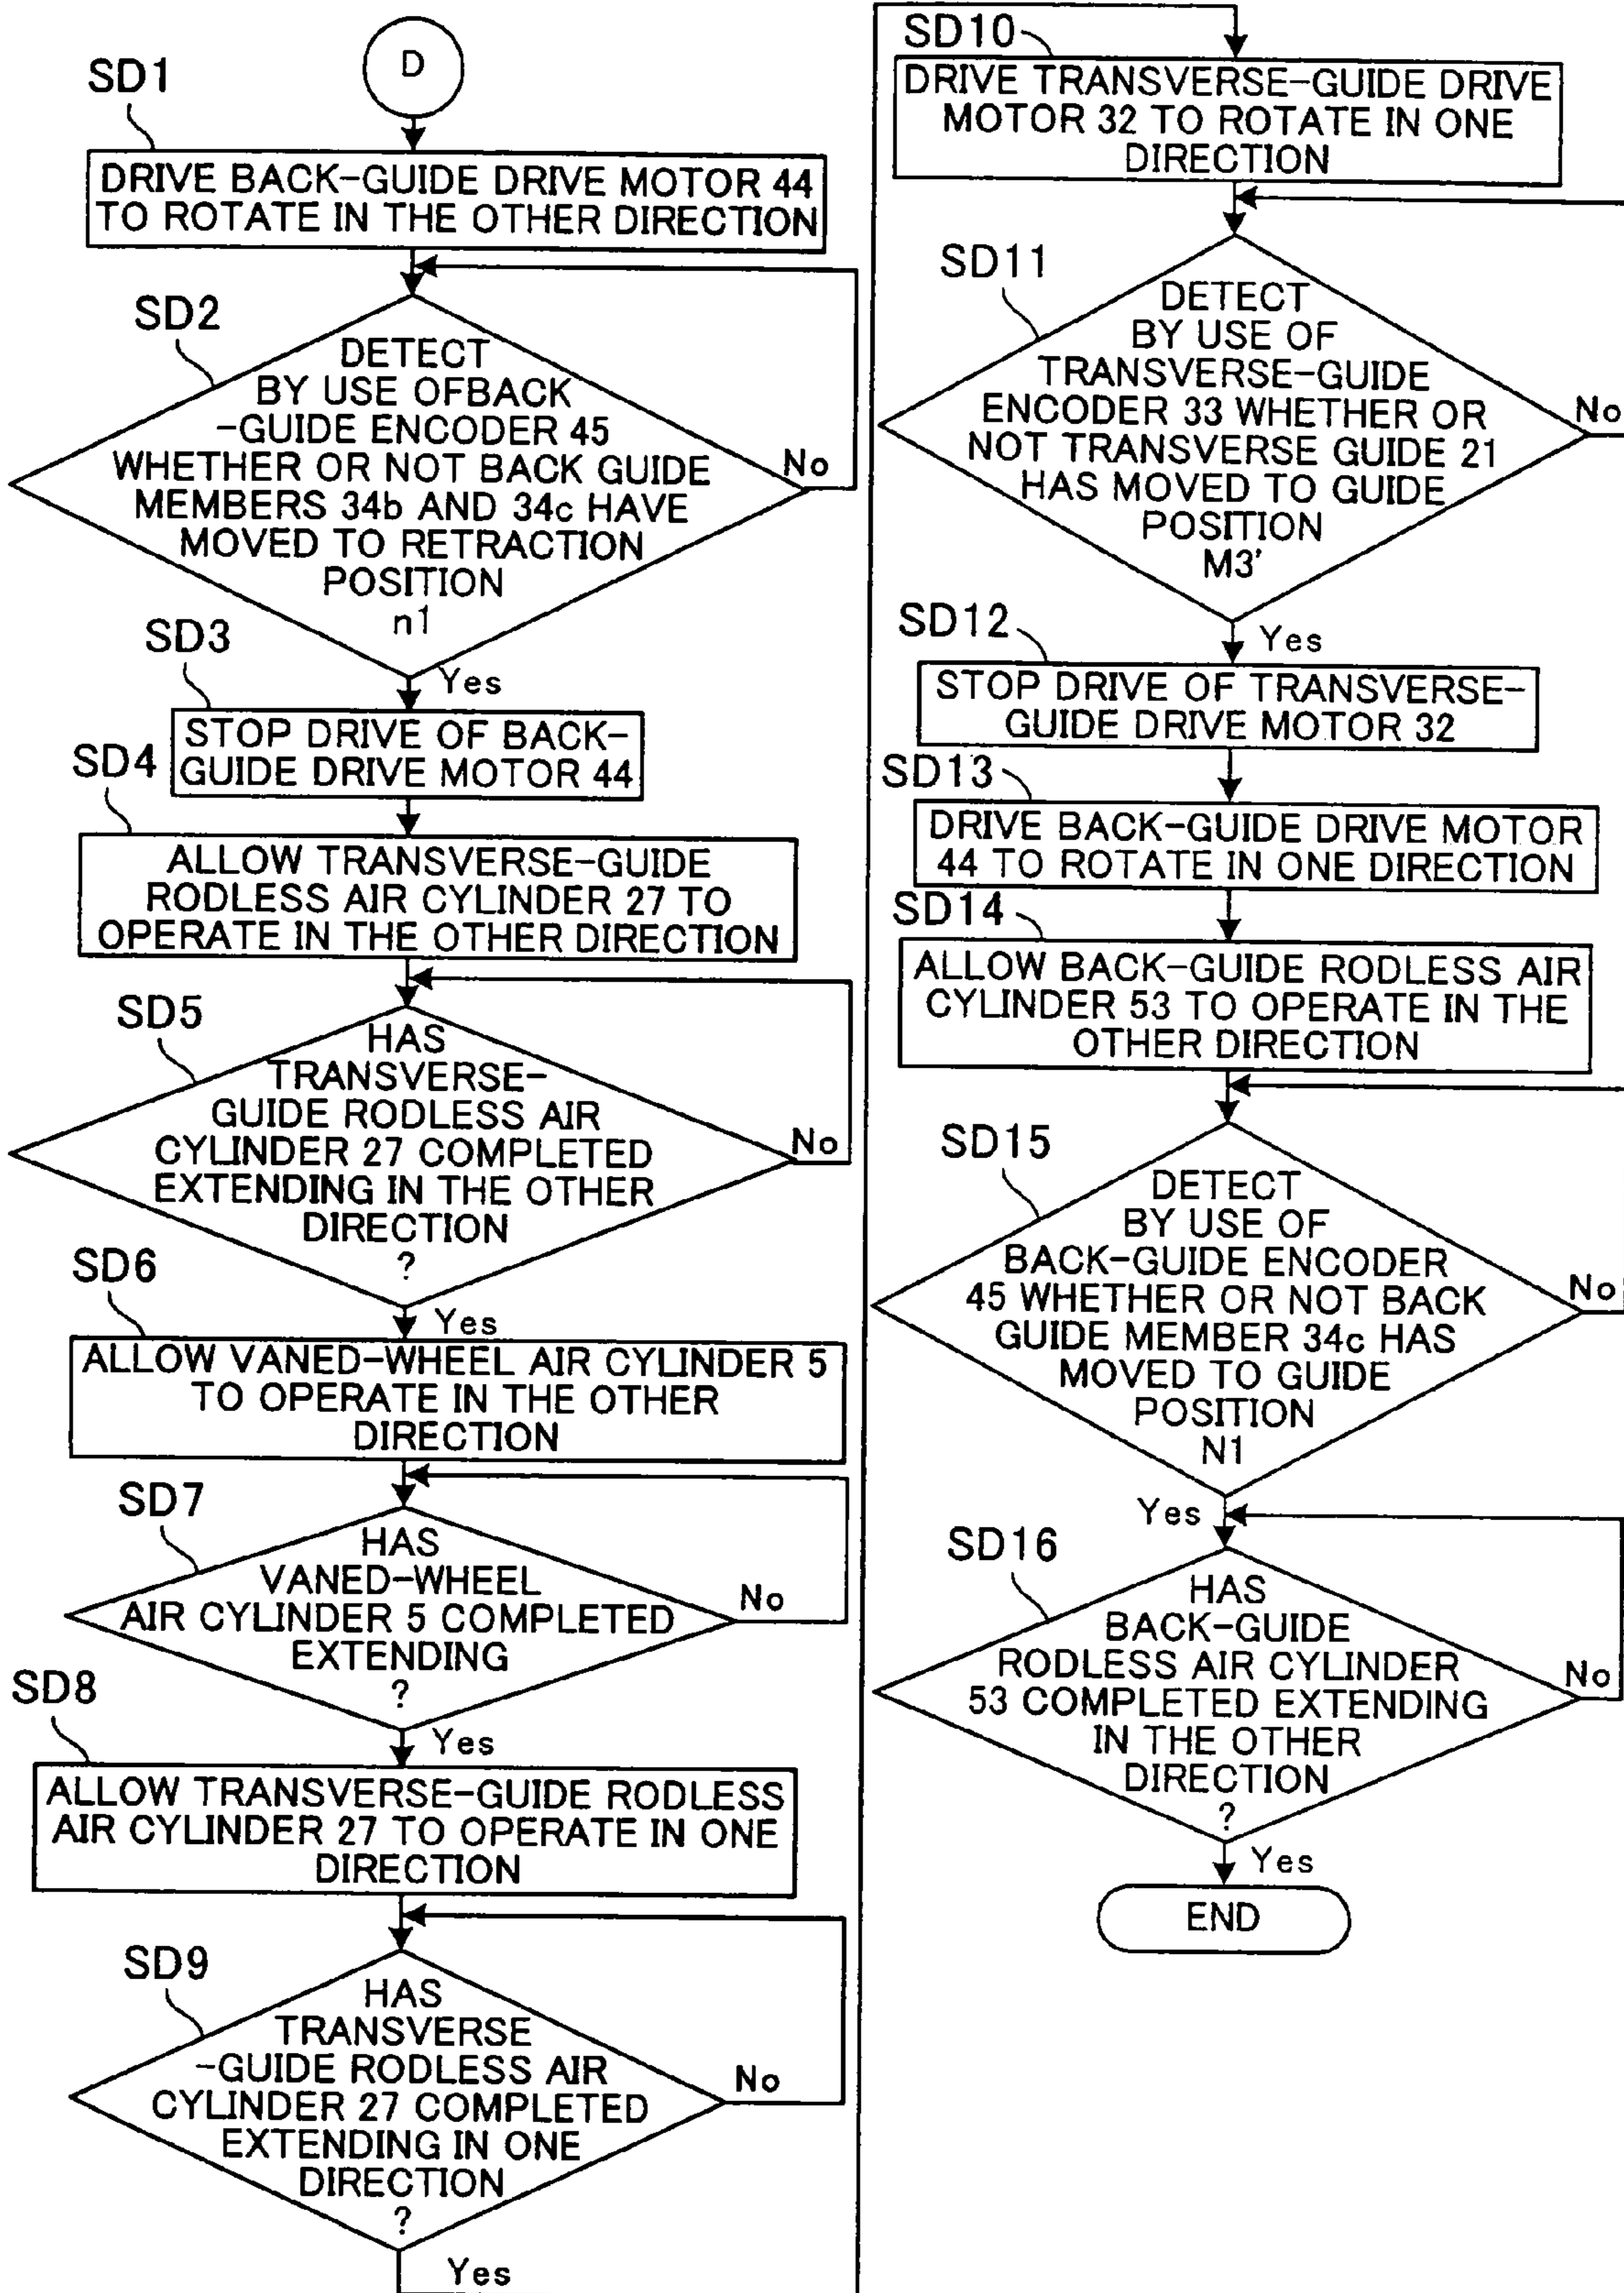 D
SD1
DRIVE BACK-GUIDE DRIVE MOTOR 44
TO ROTATE IN THE OTHER DIRECTION
SD2
DETECT
BY USE OFBACK
-GUIDE ENCODER 45
WHETHER OR NOT BACK GUIDE
MEMBERS 34b AND 34c HAVE
MOVED TO RETRACTION
POSITION
n1
No
Yes
SD3
STOP DRIVE OF BACK-
GUIDE DRIVE MOTOR 44
SD4
ALLOW TRANSVERSE-GUIDE
RODLESS AIR CYLINDER 27 TO
OPERATE IN THE OTHER DIRECTION
SD5
HAS
TRANSVERSE-
GUIDE RODLESS AIR
CYLINDER 27 COMPLETED
EXTENDING IN THE OTHER
DIRECTION
?
No
Yes
SD6
ALLOW VANED-WHEEL AIR CYLINDER 5
TO OPERATE IN THE OTHER
DIRECTION
SD7
HAS
VANED-WHEEL
AIR CYLINDER 5 COMPLETED
EXTENDING
?
No
Yes
SD8
ALLOW TRANSVERSE-GUIDE RODLESS
AIR CYLINDER 27 TO OPERATE IN ONE
DIRECTION
SD9
HAS
TRANSVERSE
-GUIDE RODLESS AIR
CYLINDER 27 COMPLETED
EXTENDING IN ONE
DIRECTION
?
No
Yes
SD10
DRIVE TRANSVERSE-GUIDE DRIVE
MOTOR 32 TO ROTATE IN ONE
DIRECTION
SD11
DETECT
BY USE OF
TRANSVERSE-GUIDE
ENCODER 33 WHETHER OR
NOT TRANSVERSE GUIDE 21
HAS MOVED TO GUIDE
POSITION
M3'
No
Yes
SD12
STOP DRIVE OF TRANSVERSE-
GUIDE DRIVE MOTOR 32
SD13
DRIVE BACK-GUIDE DRIVE MOTOR
44 TO ROTATE IN ONE DIRECTION
SD14
ALLOW BACK-GUIDE RODLESS AIR
CYLINDER 53 TO OPERATE IN THE
OTHER DIRECTION
SD15
DETECT
BY USE OF
BACK-GUIDE ENCODER
45 WHETHER OR NOT BACK
GUIDE MEMBER 34c HAS
MOVED TO GUIDE
POSITION
N1
No
Yes
SD16
HAS
BACK-GUIDE
RODLESS AIR CYLINDER
53 COMPLETED EXTENDING
IN THE OTHER
DIRECTION
?
No
Yes
END